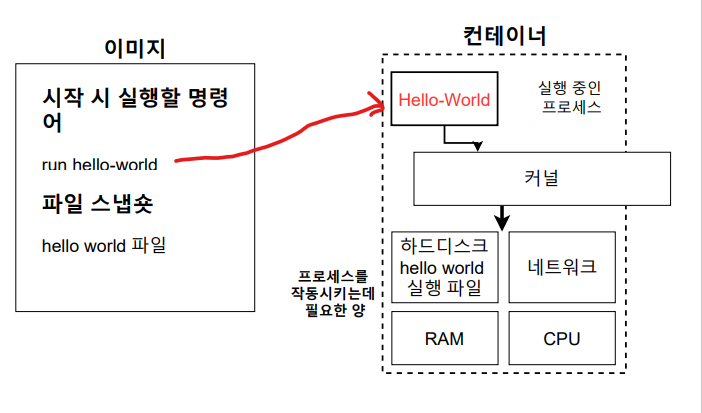 이미지
시작 시 실행할 명령
어
run hello-world
파일 스냅숏
hello world 파일
컨테이너
Hello-World
실행 중인
프로세스
커널
하드디스크
hello world
실행 파일
네트워크
프로세스를
작동시키는데
필요한 양
RAM
CPU